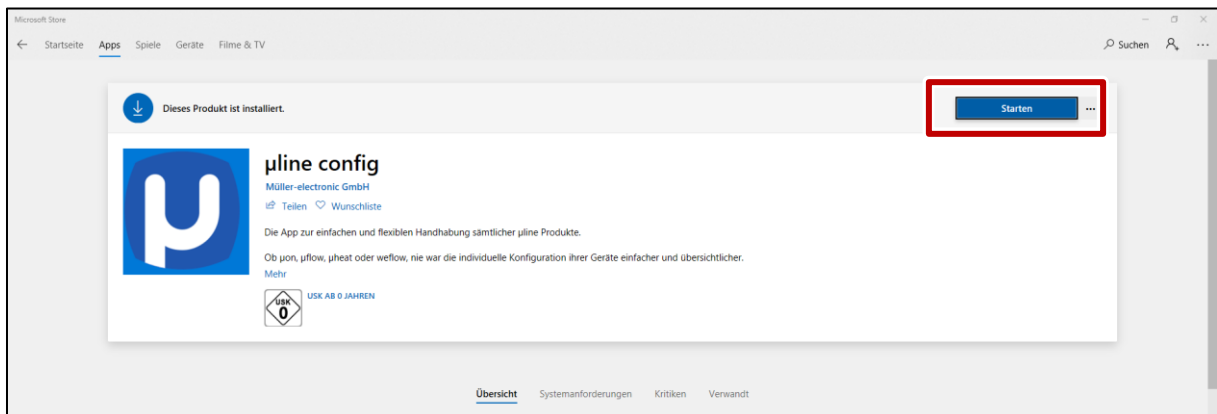 Microsoft Store
Startseite Apps Spiele Geräte Filme & TV Suchen
Dieses Produkt ist installiert. Starten ...
µline config
Müller-electronic GmbH
Teilen Wunschliste
Die App zur einfachen und flexiblen Handhabung sämtlicher µline Produkte.
Ob µon, µflow, µheat oder weflow, nie war die individuelle Konfiguration ihrer Geräte einfacher und übersichtlicher.
Mehr
µ
USK
0
USK AB 0 JAHREN
Übersicht Systemanforderungen Kritiken Verwandt